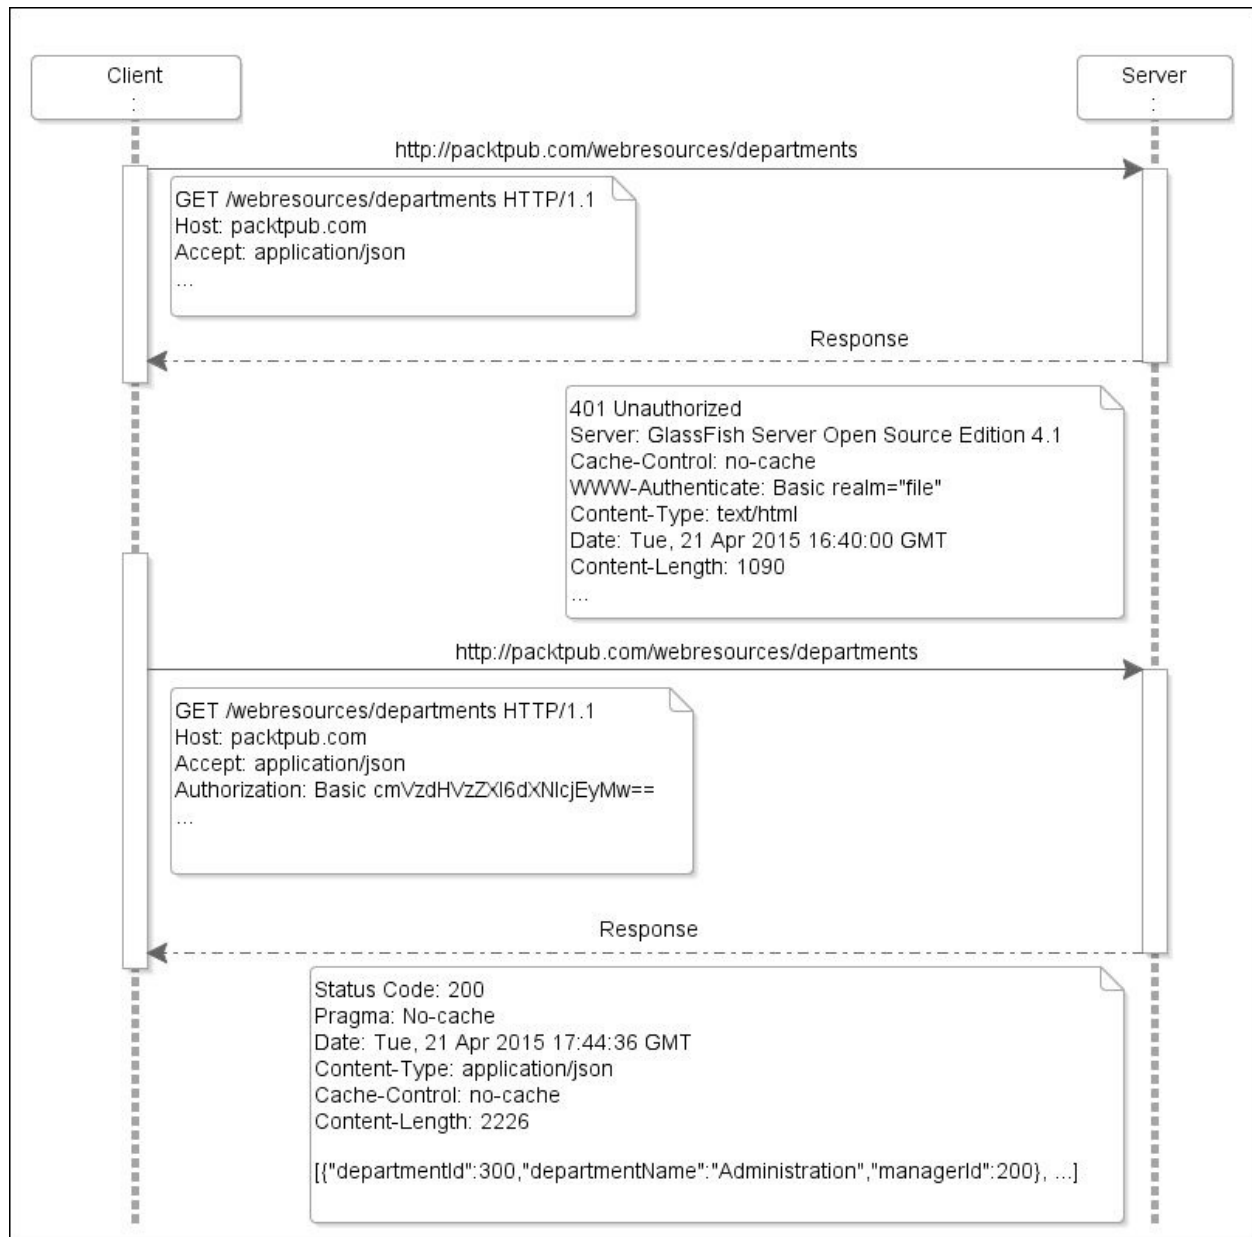 Client
:
Server
:
http://packtpub.com/webresources/departments
GET /webresources/departments HTTP/1.1
Host: packtpub.com
Accept: application/json
...
Response
401 Unauthorized
Server: GlassFish Server Open Source Edition 4.1
Cache-Control: no-cache
WWW-Authenticate: Basic realm="file"
Content-Type: text/html
Date: Tue, 21 Apr 2015 16:40:00 GMT
Content-Length: 1090
...
http://packtpub.com/webresources/departments
GET /webresources/departments HTTP/1.1
Host: packtpub.com
Accept: application/json
Authorization: Basic cmVzdHVzZXI6dXNlcjEyMw==
...
Response
Status Code: 200
Pragma: No-cache
Date: Tue, 21 Apr 2015 17:44:36 GMT
Content-Type: application/json
Cache-Control: no-cache
Content-Length: 2226
[{"departmentId":300,"departmentName":"Administration","managerId":200}, ...]